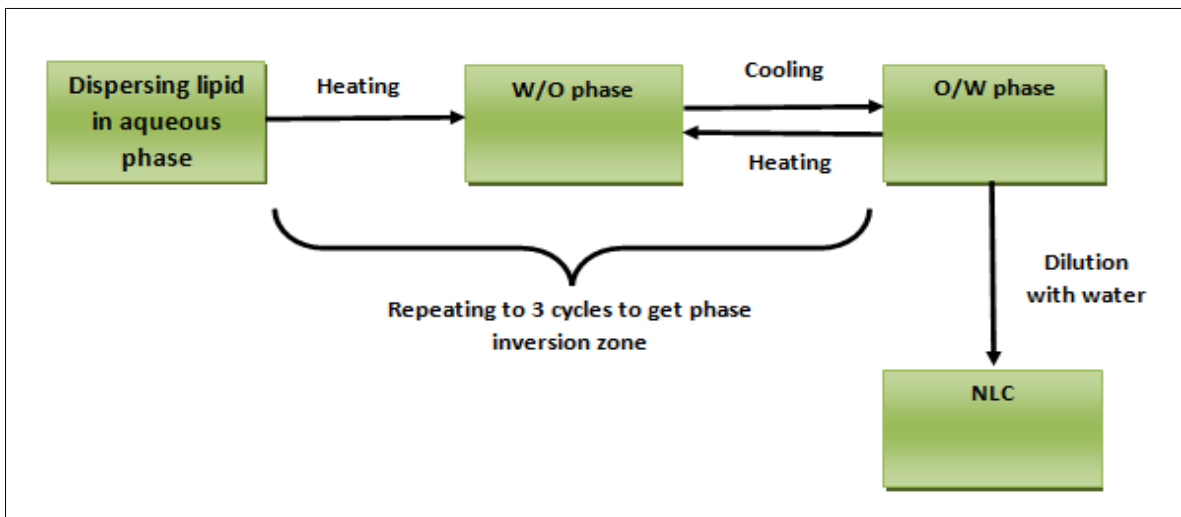 Dispersing lipid
in aqueous
phase
Heating
W/O phase
Cooling
Heating
O/W phase
Repeating to 3 cycles to get phase
inversion zone
Dilution
with water
NLC